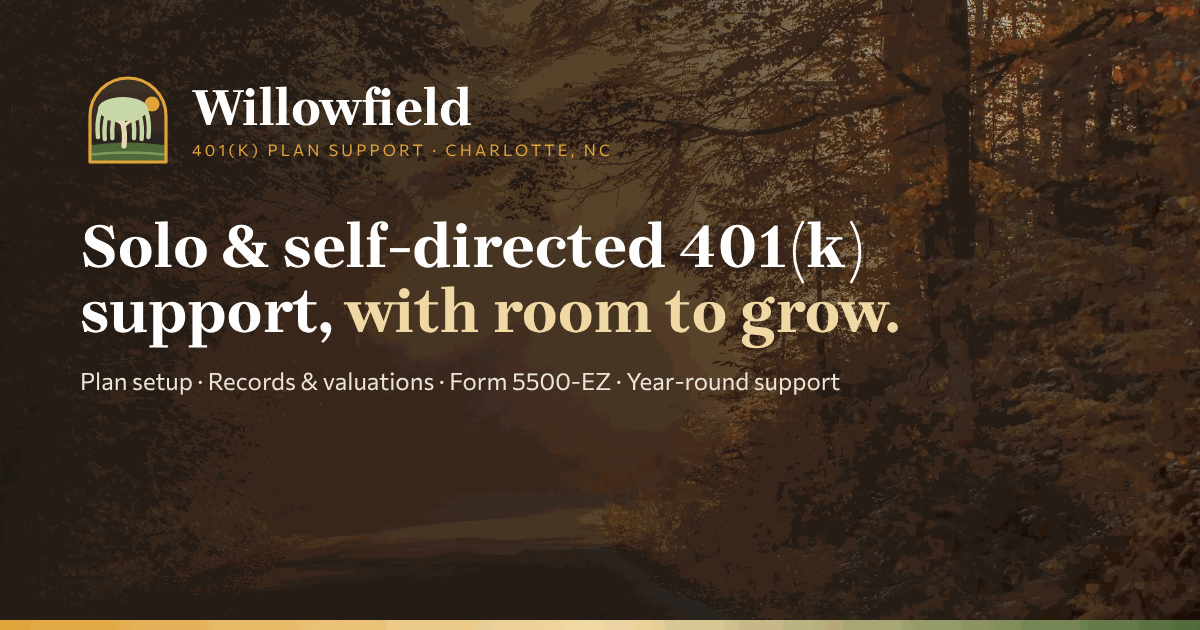 Willowfield
401(K) PLAN SUPPORT · CHARLOTTE, NC
Solo & self-directed 401(k)
support, with room to grow.
Plan setup · Records & valuations · Form 5500-EZ · Year-round support